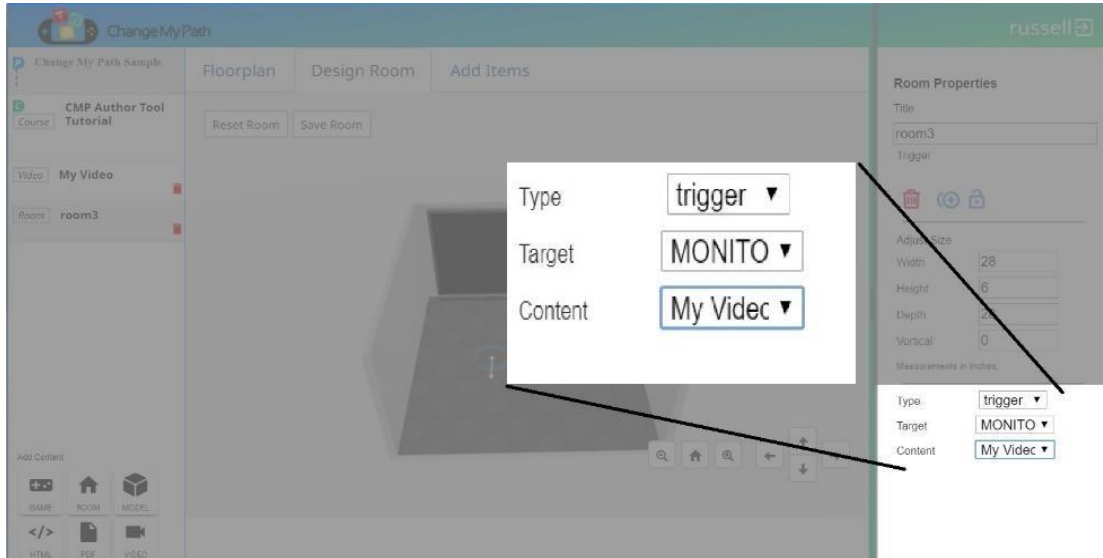 ChangeMyPath
russell
Change My Path Sample
Course
CMP Author Tool
Tutorial
Video
My Video
Room
room3
Add Content
GAME
ROOM
MODEL
</>
HTML
PDF
VIDEO
Floorplan
Design Room
Add Items
Reset Room
Save Room
Type
trigger
Target
MONITO
Content
My Videc
Room Properties
Title
room3
Trigger
Adjust Size
Width
28
Height
6
Depth
Vortical
0
Measurements in Inches.
Type
trigger
Target
MONITO
Content
My Videc